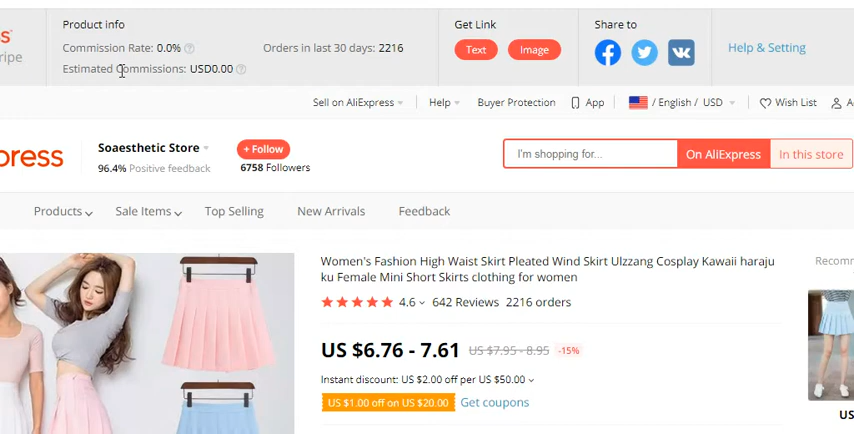 Product info
Commission Rate: 0.0%
Orders in last 30 days: 2216
Estimated Commissions: USD0.00
Get Link
Text
Image
Share to
Help & Setting
Sell on AliExpress
Help
Buyer Protection
App
/ English / USD
Wish List
Soaesthetic Store
96.4% Positive feedback
+ Follow
6758 Followers
I'm shopping for...
On AliExpress
In this store
Products
Sale Items
Top Selling
New Arrivals
Feedback
Women's Fashion High Waist Skirt Pleated Wind Skirt Ulzzang Cosplay Kawaii haraju
ku Female Mini Short Skirts clothing for women
4.6
642 Reviews
2216 orders
US $6.76 - 7.61
US $7.95 - 8.95
-15%
Instant discount: US $2.00 off per US $50.00
US $1.00 off on US $20.00
Get coupons
US